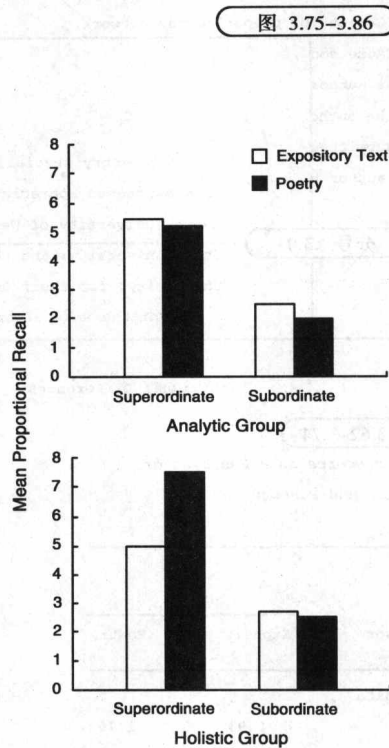 图 3.75–3.86
Mean Proportional Recall
8
7
6
5
4
3
2
1
0
Expository Text
Poetry
Superordinate Subordinate
Analytic Group
8
7
6
5
4
3
2
1
0
Superordinate Subordinate
Holistic Group